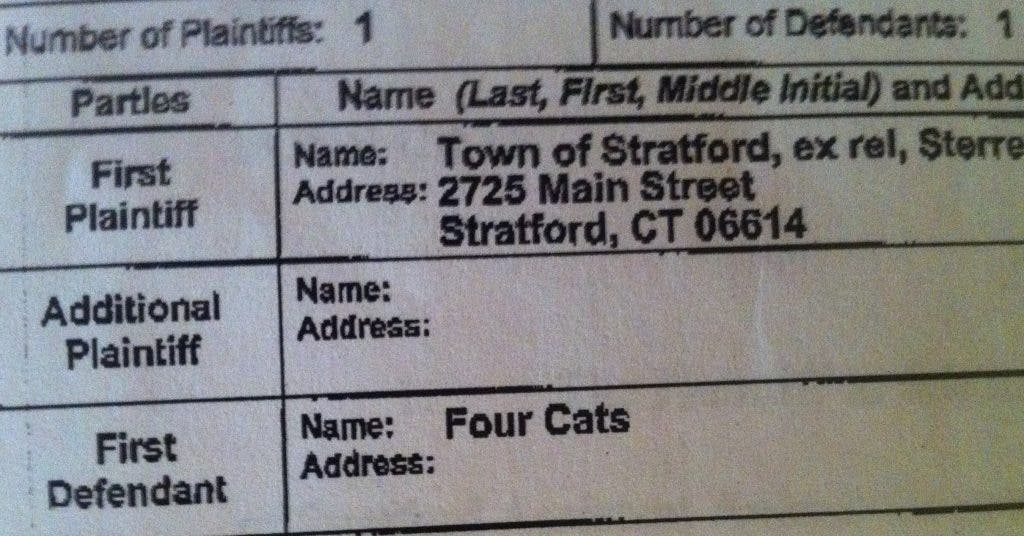 Number of Plaintiffs: 1
Number of Defendants: 1
Parties
Name (Last, First, Middle Initial) and Add
First
Plaintiff
Name: Town of Stratford, ex rel, Sterre
Address: 2725 Main Street
Stratford, CT 06614
Additional
Plaintiff
Name:
Address:
First
Defendant
Name: Four Cats
Address: